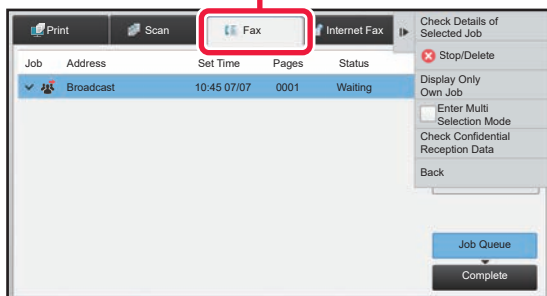 Print
Scan
Fax
Internet Fax
Job Address Set Time Pages Status
Broadcast 10:45 07/07 0001 Waiting
Check Details of
Selected Job
Stop/Delete
Display Only
Own Job
Enter Multi
Selection Mode
Check Confidential
Reception Data
Back
Job Queue
Complete